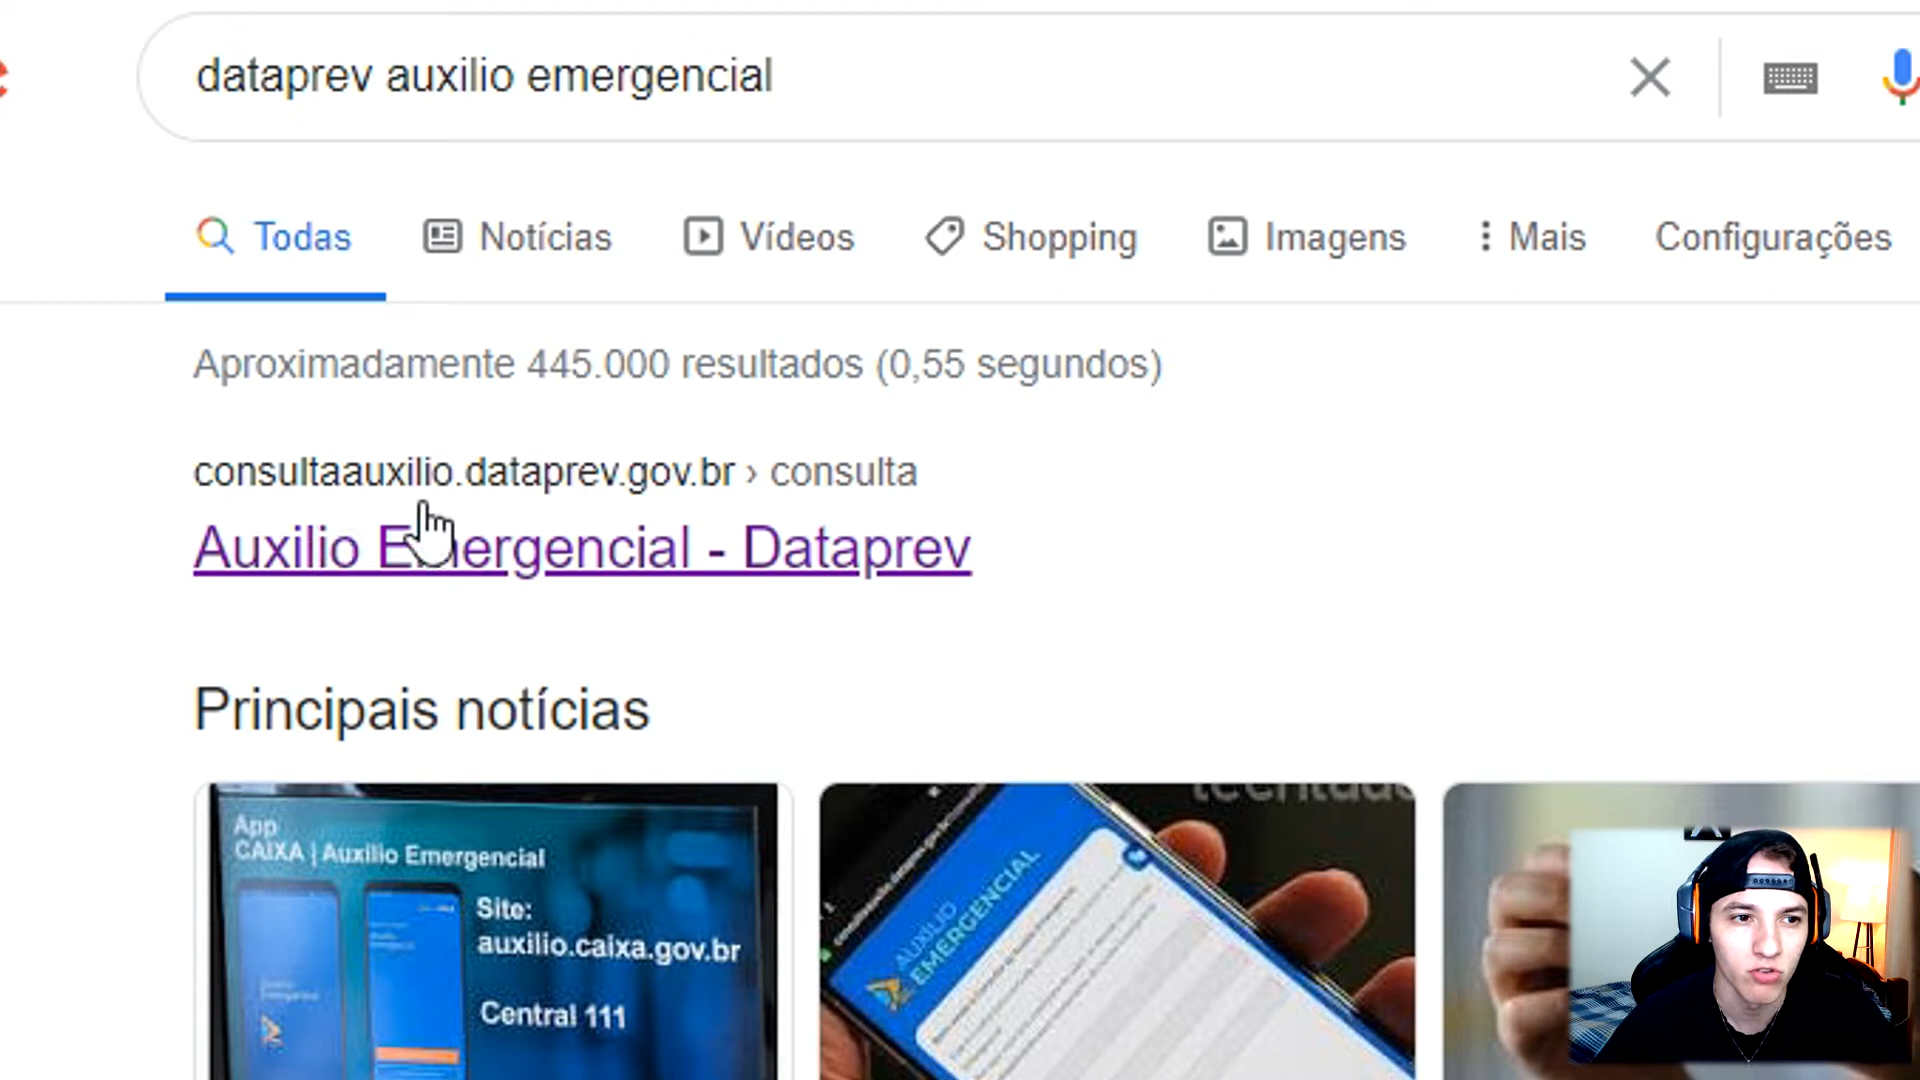 dataprev auxilio emergencial
Todas Notícias Vídeos Shopping Imagens Mais Configurações
Aproximadamente 445.000 resultados (0,55 segundos)
consultaauxilio.dataprev.gov.br › consulta
Auxilio Emergencial - Dataprev
Principais notícias
App
CAIXA | Auxílio Emergencial
Site:
auxilio.caixa.gov.br
Central 111
AUXÍLIO
EMERGENCIAL